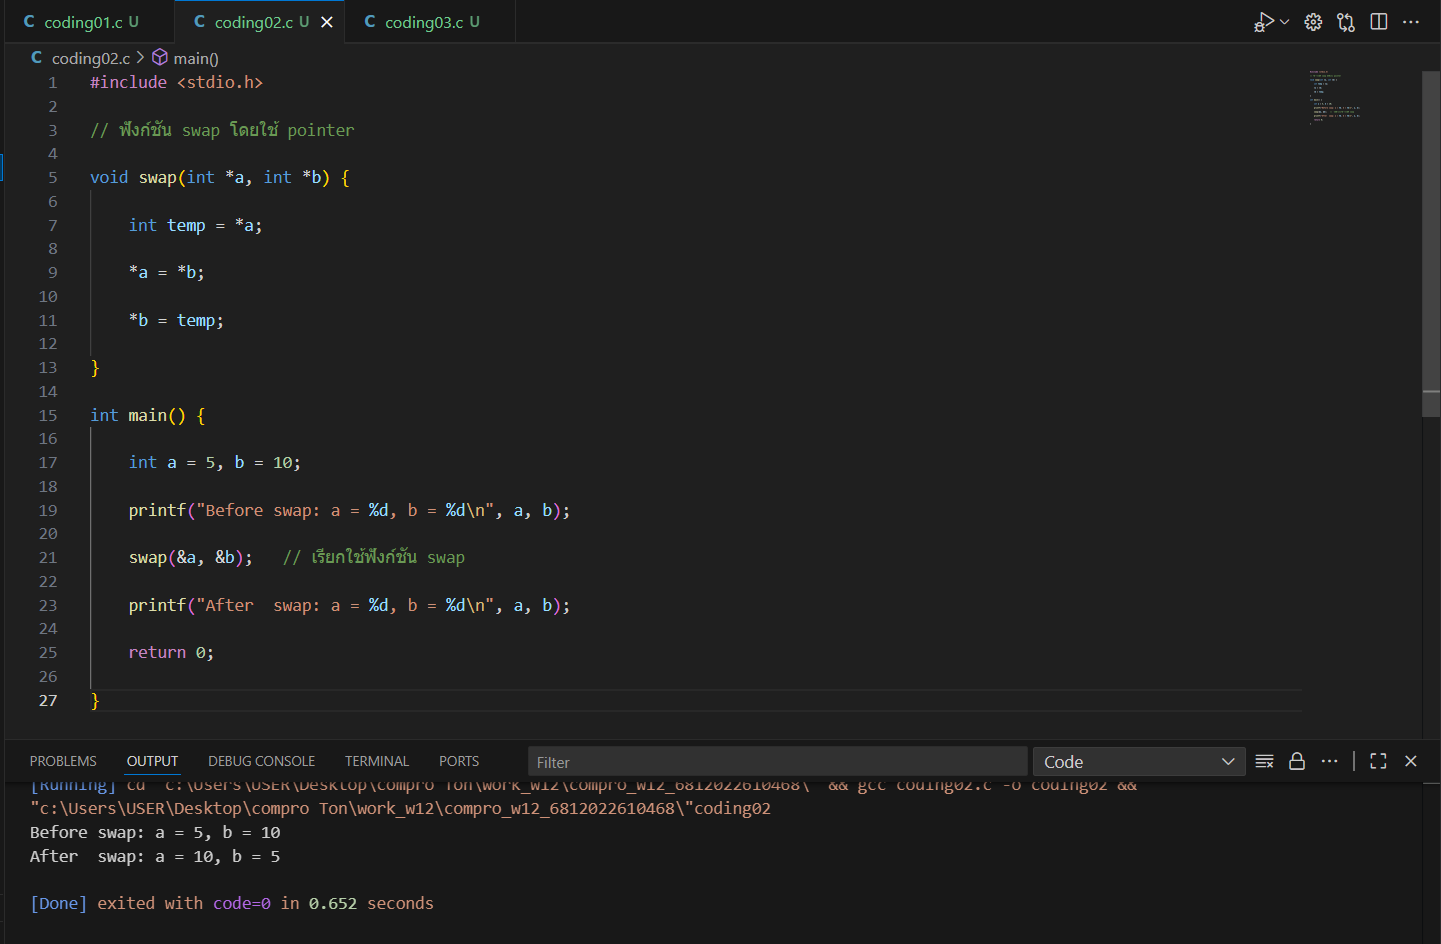 coding01.c U
coding02.c U
coding03.c U
coding02.c > main()
1 #include <stdio.h>
2
3 // ฟังก์ชัน swap โดยใช้ pointer
4
5 void swap(int *a, int *b) {
6
7 int temp = *a;
8
9 *a = *b;
10
11 *b = temp;
12
13 }
14
15 int main() {
16
17 int a = 5, b = 10;
18
19 printf("Before swap: a = %d, b = %d\n", a, b);
20
21 swap(&a, &b);   // เรียกใช้ฟังก์ชัน swap
22
23 printf("After  swap: a = %d, b = %d\n", a, b);
24
25 return 0;
26
27 }
PROBLEMS OUTPUT DEBUG CONSOLE TERMINAL PORTS Filter Code
[Running] cd "c:\Users\USER\Desktop\compro Ton\work_w12\compro_w12_6812022610468\" && gcc coding02.c -o coding02 &&
"c:\Users\USER\Desktop\compro Ton\work_w12\compro_w12_6812022610468\"coding02
Before swap: a = 5, b = 10
After  swap: a = 10, b = 5
[Done] exited with code=0 in 0.652 seconds